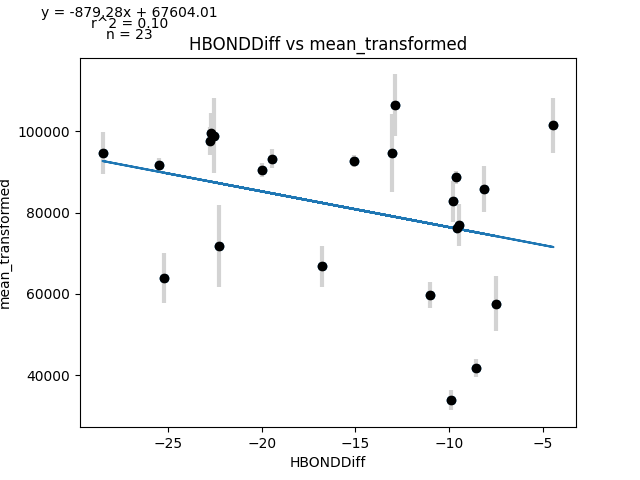 y = -879.28x + 67604.01
r^2 = 0.10
n = 23
HBONDDiff vs mean_transformed
100000
80000
60000
40000
mean_transformed
−25
−20
−15
−10
−5
HBONDDiff